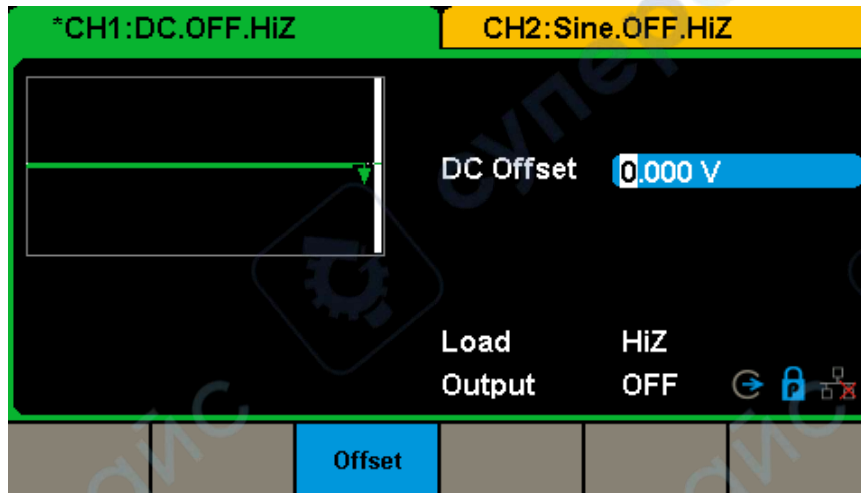 *CH1:DC.OFF.HiZ
CH2:Sine.OFF.HiZ
DC Offset 0.000 V
Load HiZ
Output OFF
Offset